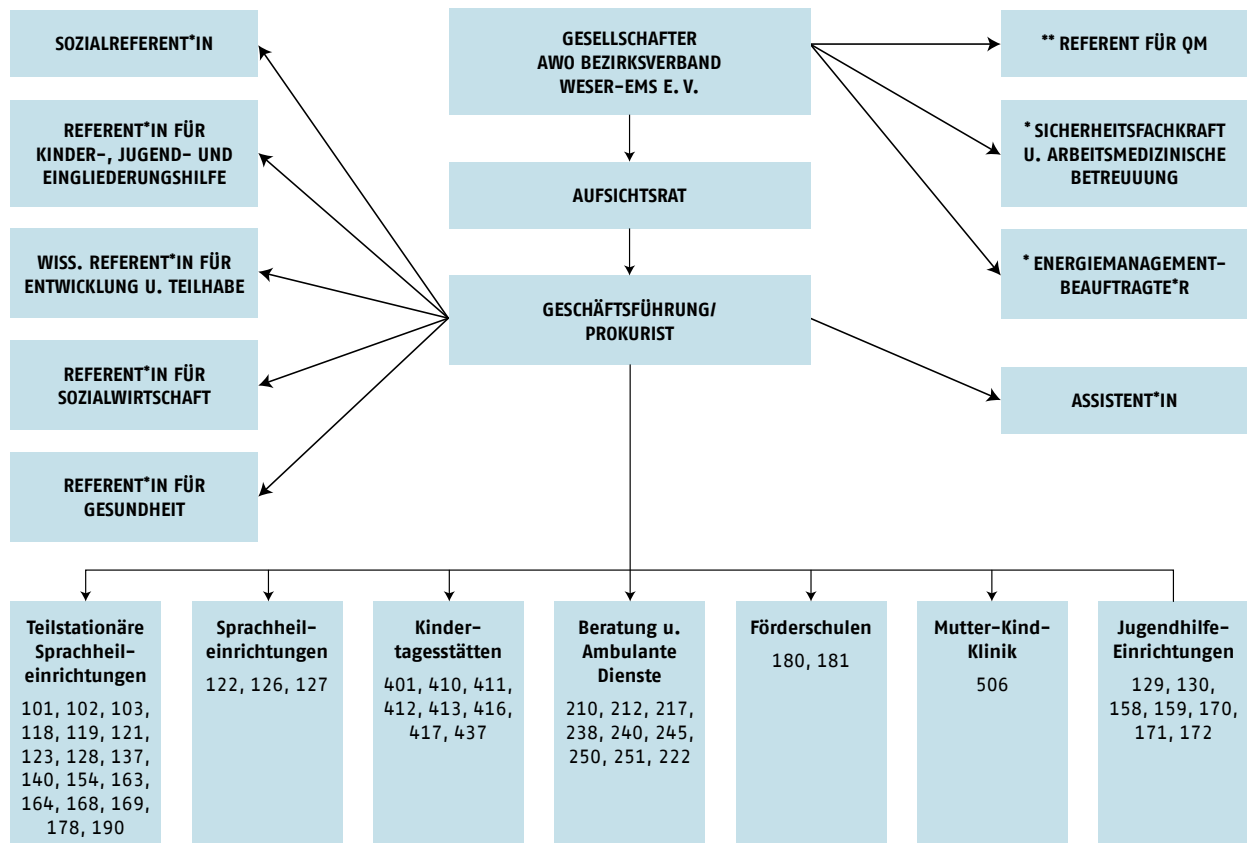 SOZIALREFERENT*IN
REFERENT*IN FÜR
KINDER-, JUGEND- UND
EINGLIEDERUNGSHILFE
WISS. REFERENT*IN FÜR
ENTWICKLUNG U. TEILHABE
REFERENT*IN FÜR
SOZIALWIRTSCHAFT
REFERENT*IN FÜR
GESUNDHEIT
GESELLSCHAFTER
AWO BEZIRKSVERBAND
WESER-EMS E. V.
AUFSICHTSRAT
GESCHÄFTSFÜHRUNG/
PROKURIST
** REFERENT FÜR QM
* SICHERHEITSFACHKRAFT
U. ARBEITSMEDIZINISCHE
BETREUUUNG
* ENERGIEMANAGEMENT-
BEAUFTRAGTE*R
ASSISTENT*IN
Teilstationäre
Sprachheil-
einrichtungen
101, 102, 103,
118, 119, 121,
123, 128, 137,
140, 154, 163,
164, 168, 169,
178, 190
Sprachheil-
einrichtungen
122, 126, 127
Kinder-
tagesstätten
401, 410, 411,
412, 413, 416,
417, 437
Beratung u.
Ambulante
Dienste
210, 212, 217,
238, 240, 245,
250, 251, 222
Förderschulen
180, 181
Mutter-Kind-
Klinik
506
Jugendhilfe-
Einrichtungen
129, 130,
158, 159, 170,
171, 172